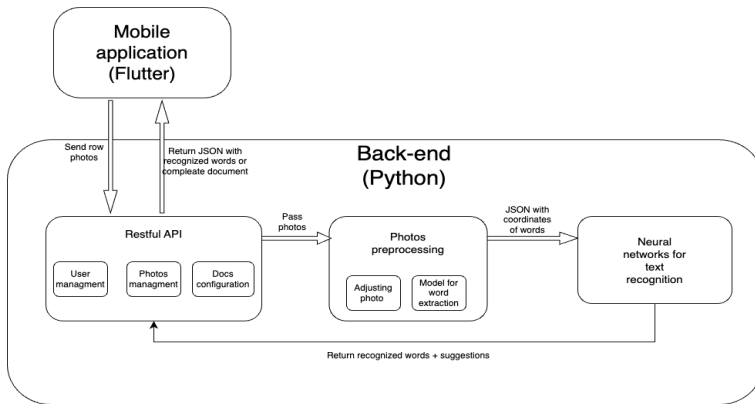 Mobile
application
(Flutter)
Send row
photos
Return JSON with
recognized words or
compleate document
Back-end
(Python)
Restful API
User
managment
Photos
managment
Docs
configuration
Pass
photos
Photos
preprocessing
Adjusting
photo
Model for
word
extraction
JSON with
coordinates
of words
Neural
networks for
text
recognition
Return recognized words + suggestions